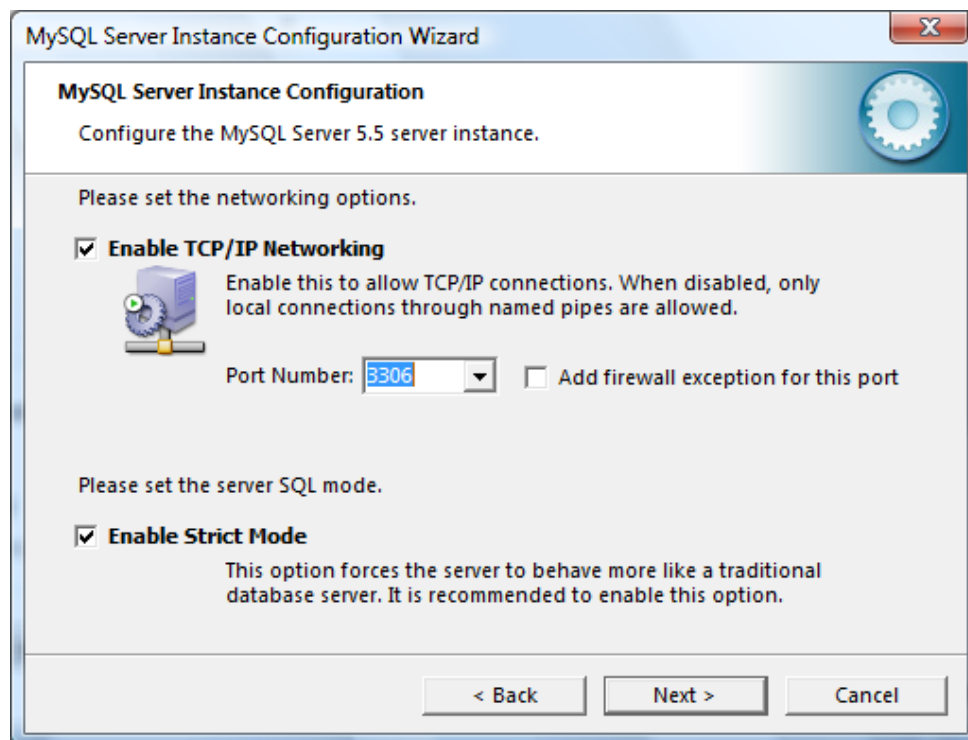 MySQL Server Instance Configuration Wizard
MySQL Server Instance Configuration
Configure the MySQL Server 5.5 server instance.
Please set the networking options.
Enable TCP/IP Networking
Enable this to allow TCP/IP connections. When disabled, only
local connections through named pipes are allowed.
Port Number: 3306 Add firewall exception for this port
Please set the server SQL mode.
Enable Strict Mode
This option forces the server to behave more like a traditional
database server. It is recommended to enable this option.
< Back Next > Cancel